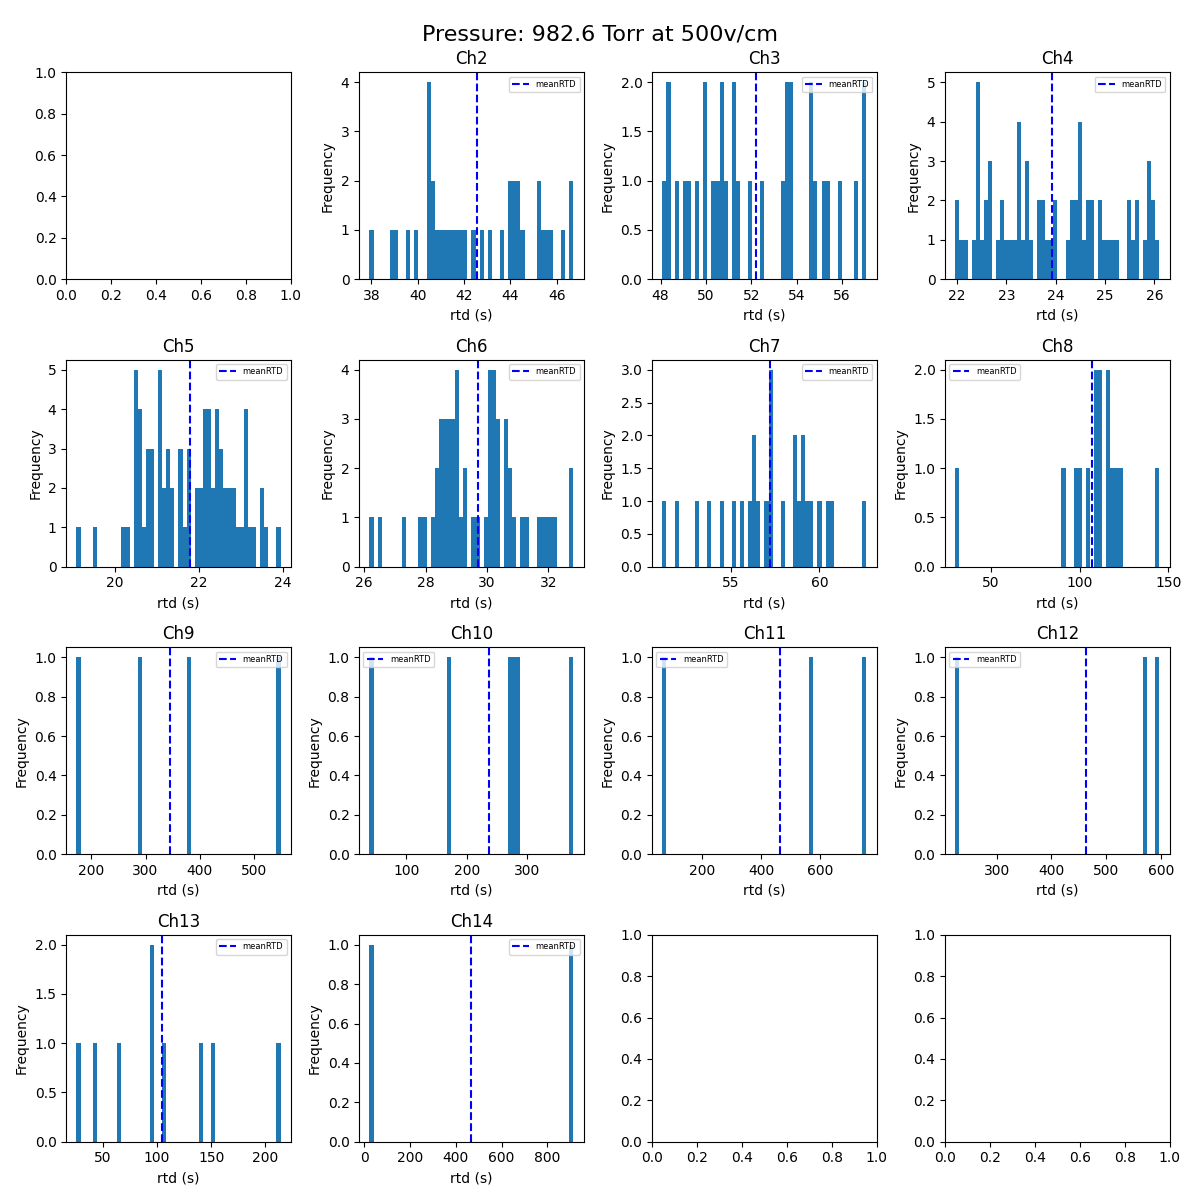 Pressure: 982.6 Torr at 500v/cm
Ch2
Ch3
Ch4
1.0
0.8
0.6
0.4
0.2
0.0
0.0 0.2 0.4 0.6 0.8 1.0
meanRTD
Frequency
4
3
2
1
0
38 40 42 44 46
rtd (s)
meanRTD
Frequency
2.0
1.5
1.0
0.5
0.0
48 50 52 54 56
rtd (s)
meanRTD
Frequency
5
4
3
2
1
0
22 23 24 25 26
rtd (s)
Ch5
meanRTD
Frequency
5
4
3
2
1
0
20 22 24
rtd (s)
Ch6
meanRTD
Frequency
4
3
2
1
0
26 28 30 32
rtd (s)
Ch7
meanRTD
Frequency
3.0
2.5
2.0
1.5
1.0
0.5
0.0
55 60
rtd (s)
Ch8
meanRTD
Frequency
2.0
1.5
1.0
0.5
0.0
50 100 150
rtd (s)
Ch9
meanRTD
Frequency
1.0
0.8
0.6
0.4
0.2
0.0
200 300 400 500
rtd (s)
Ch10
meanRTD
Frequency
1.0
0.8
0.6
0.4
0.2
0.0
100 200 300
rtd (s)
Ch11
meanRTD
Frequency
1.0
0.8
0.6
0.4
0.2
0.0
200 400 600
rtd (s)
Ch12
meanRTD
Frequency
1.0
0.8
0.6
0.4
0.2
0.0
300 400 500 600
rtd (s)
Ch13
meanRTD
Frequency
2.0
1.5
1.0
0.5
0.0
50 100 150 200
rtd (s)
Ch14
meanRTD
Frequency
1.0
0.8
0.6
0.4
0.2
0.0
0 200 400 600 800
rtd (s)
1.0
0.8
0.6
0.4
0.2
0.0
0.0 0.2 0.4 0.6 0.8 1.0
1.0
0.8
0.6
0.4
0.2
0.0
0.0 0.2 0.4 0.6 0.8 1.0